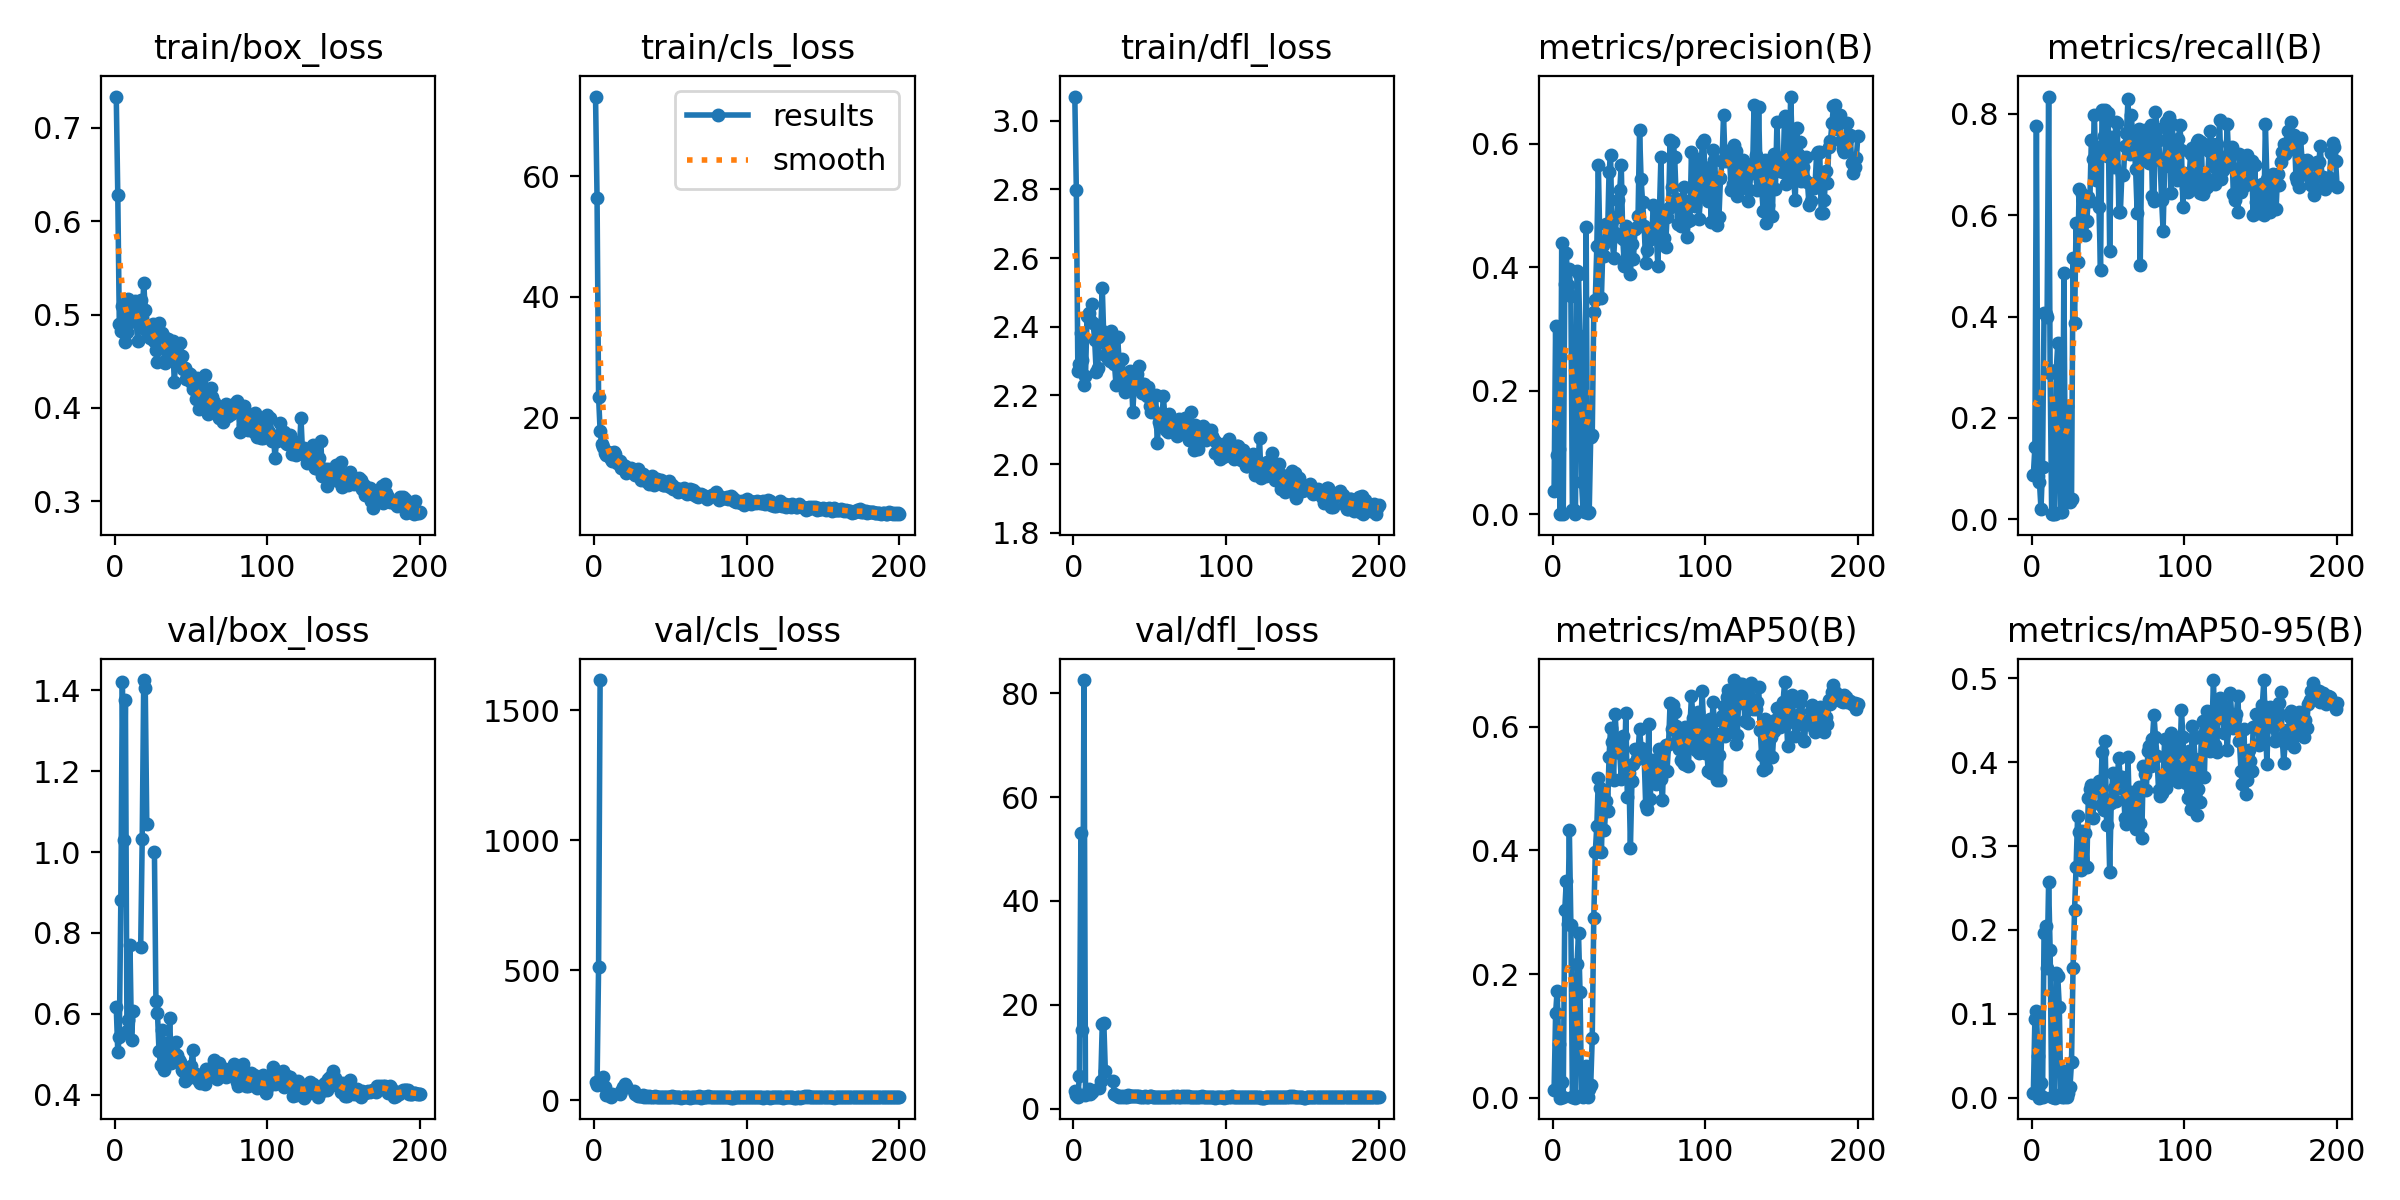 train/box_loss
0.7
0.6
0.5
0.4
0.3
0 100 200
train/cls_loss
results
smooth
60
40
20
0 100 200
train/dfl_loss
3.0
2.8
2.6
2.4
2.2
2.0
1.8
0 100 200
metrics/precision(B)
0.6
0.4
0.2
0.0
0 100 200
metrics/recall(B)
0.8
0.6
0.4
0.2
0.0
0 100 200
val/box_loss
1.4
1.2
1.0
0.8
0.6
0.4
0 100 200
val/cls_loss
1500
1000
500
0
0 100 200
val/dfl_loss
80
60
40
20
0
0 100 200
metrics/mAP50(B)
0.6
0.4
0.2
0.0
0 100 200
metrics/mAP50-95(B)
0.5
0.4
0.3
0.2
0.1
0.0
0 100 200